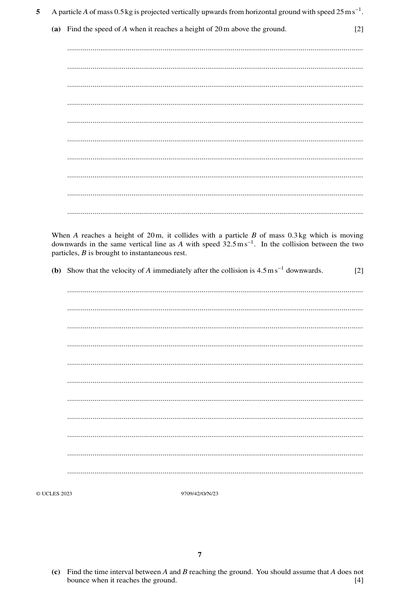 5 A particle A of mass 0.5 kg is projected vertically upwards from horizontal ground with speed 25 m s⁻¹.
(a) Find the speed of A when it reaches a height of 20 m above the ground. [2]
When A reaches a height of 20 m, it collides with a particle B of mass 0.3 kg which is moving
downwards in the same vertical line as A with speed 32.5 m s⁻¹. In the collision between the two
particles, B is brought to instantaneous rest.
(b) Show that the velocity of A immediately after the collision is 4.5 m s⁻¹ downwards. [2]
© UCLES 2023 9709/42/O/N/23
7
(c) Find the time interval between A and B reaching the ground. You should assume that A does not
bounce when it reaches the ground. [4]